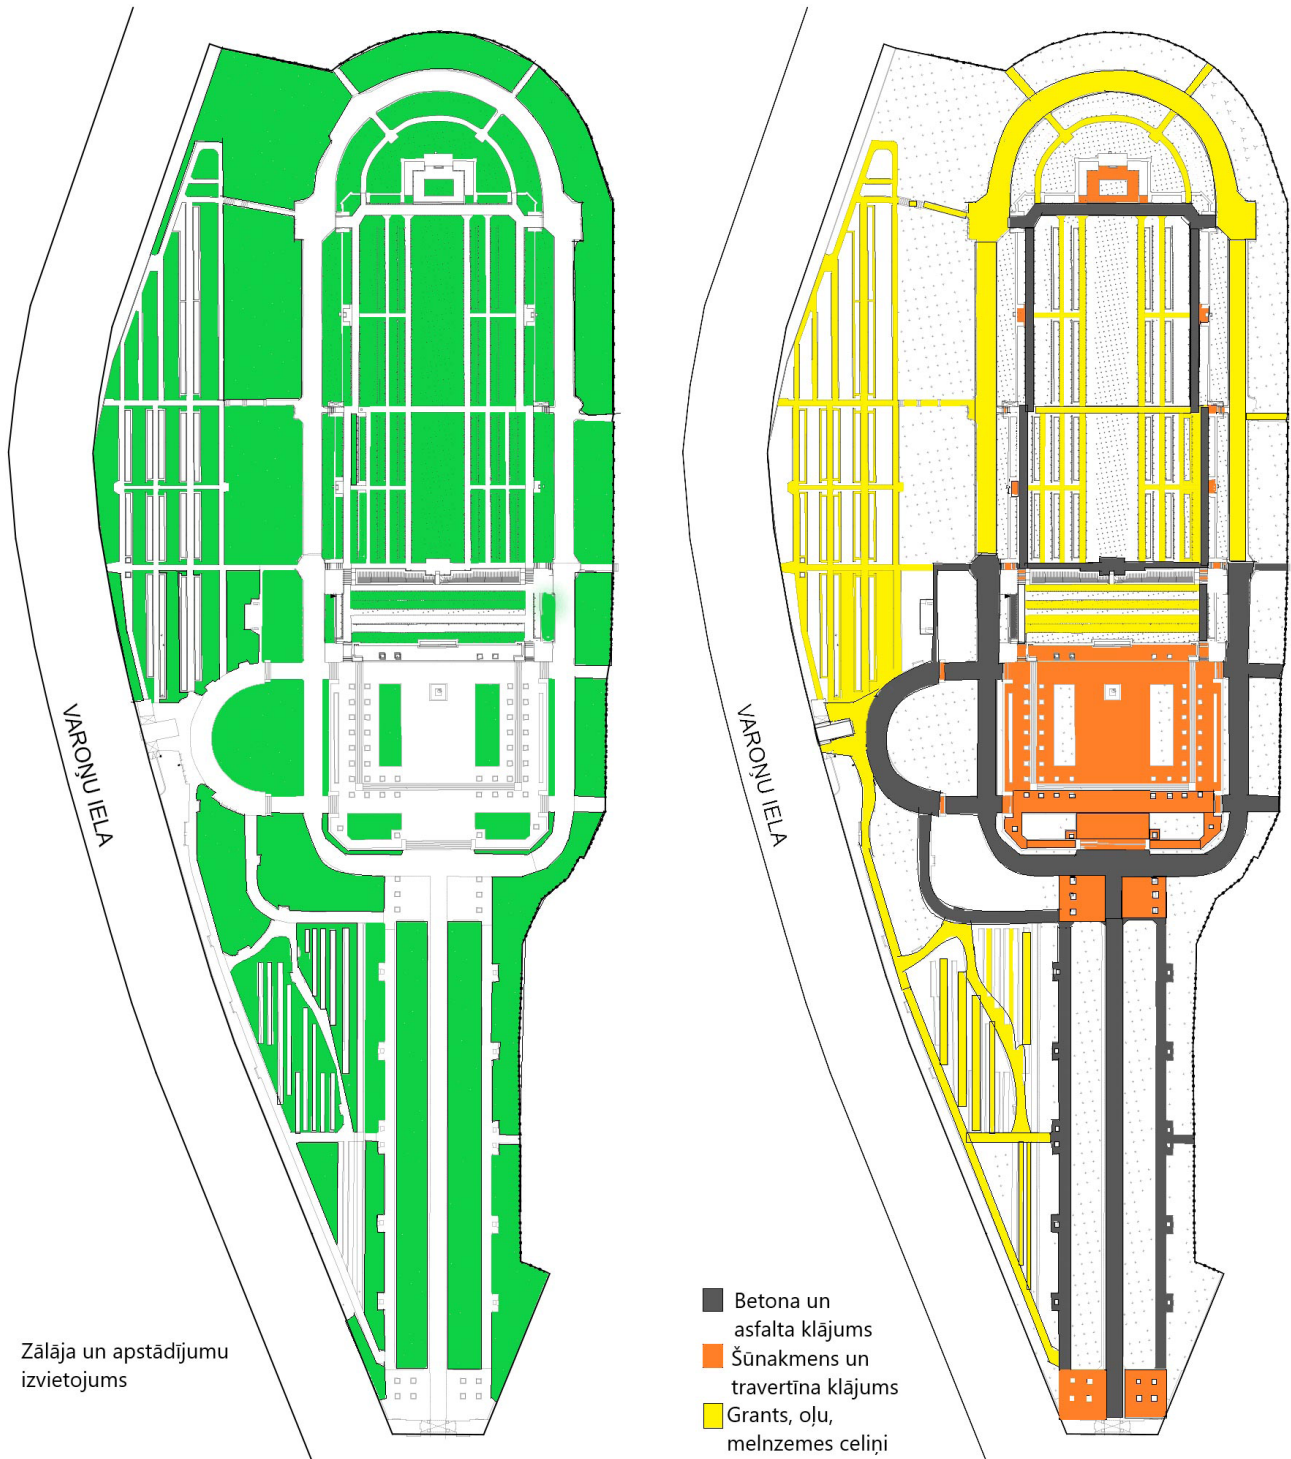 VAROŅU IELA
VAROŅU IELA
Zālāja un apstādījumu
izvietojums
Betona un
asfalta klājums
Šūnakmens un
travertīna klājums
Grants, oļu,
melnzemes celiņi